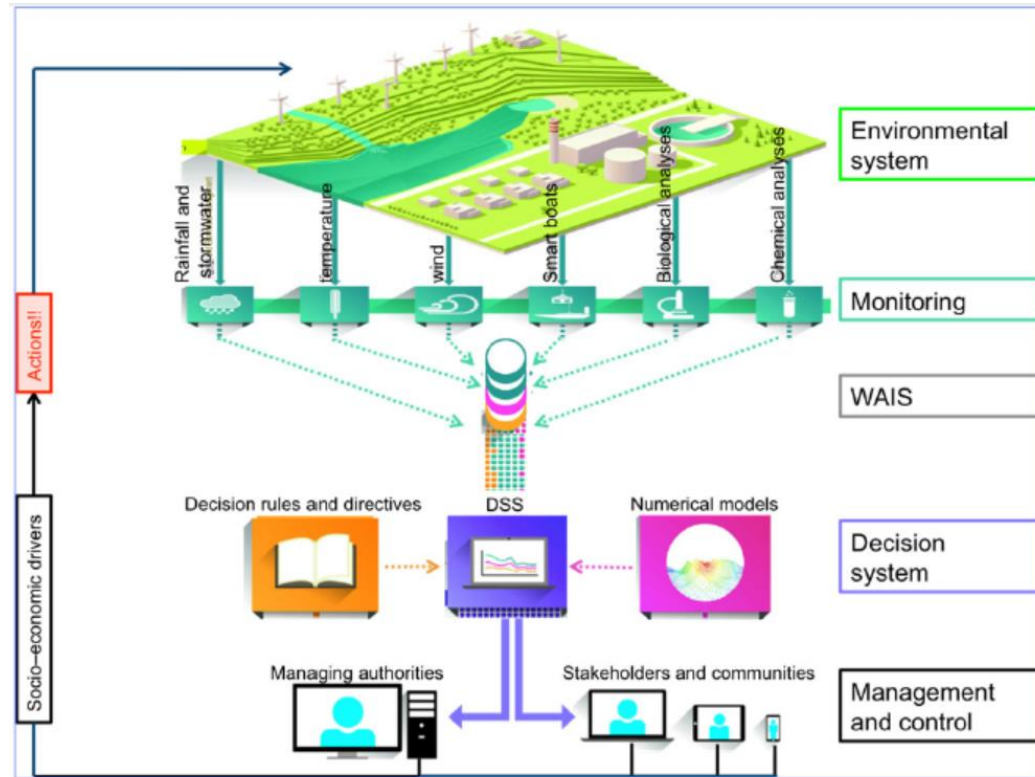 Environmental
system
Rainfall and
stormwater
temperature
wind
Smart boats
Biological analyses
Chemical analyses
Monitoring
Actions!!
WAIS
Decision rules and directives
DSS
Numerical models
Decision
system
Socio–economic drivers
Managing authorities
Stakeholders and communities
Management
and control